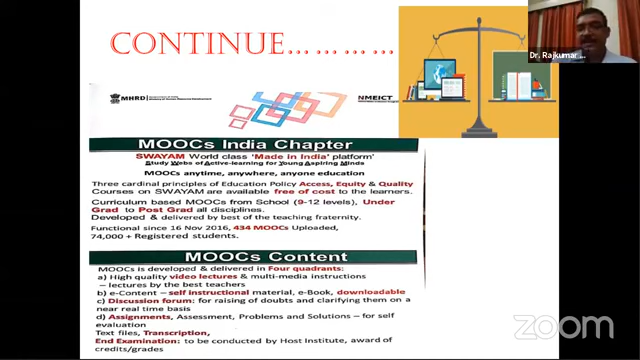 CONTINUE... ... ... ...
Dr. Rajkumar ...
MHRD
NMEICT
MOOCs India Chapter
SWAYAM World class 'Made in India' platform'
Study Webs of Active-learning for Young Aspiring Minds
MOOCs anytime, anywhere, anyone education
Three cardinal principles of Education Policy Access, Equity & Quality
Courses on SWAYAM are available free of cost to the learners.
Curriculum based MOOCs from School (9-12 levels), Under
Grad to Post Grad all disciplines.
Developed & delivered by best of the teaching fraternity.
Functional since 16 Nov 2016, 434 MOOCs Uploaded,
74,000+ Registered students.
MOOCs Content
MOOCs is developed & delivered in Four quadrants:
a) High quality video lectures & multi-media instructions
– lectures by the best teachers
b) e-Content – self instructional material, e-Book, downloadable
c) Discussion forum: for raising of doubts and clarifying them on a
near real time basis
d) Assignments, Assessment, Problems and Solutions – for self
evaluation
Text files, Transcription,
End Examination: to be conducted by Host Institute, award of
credits/grades
zoom